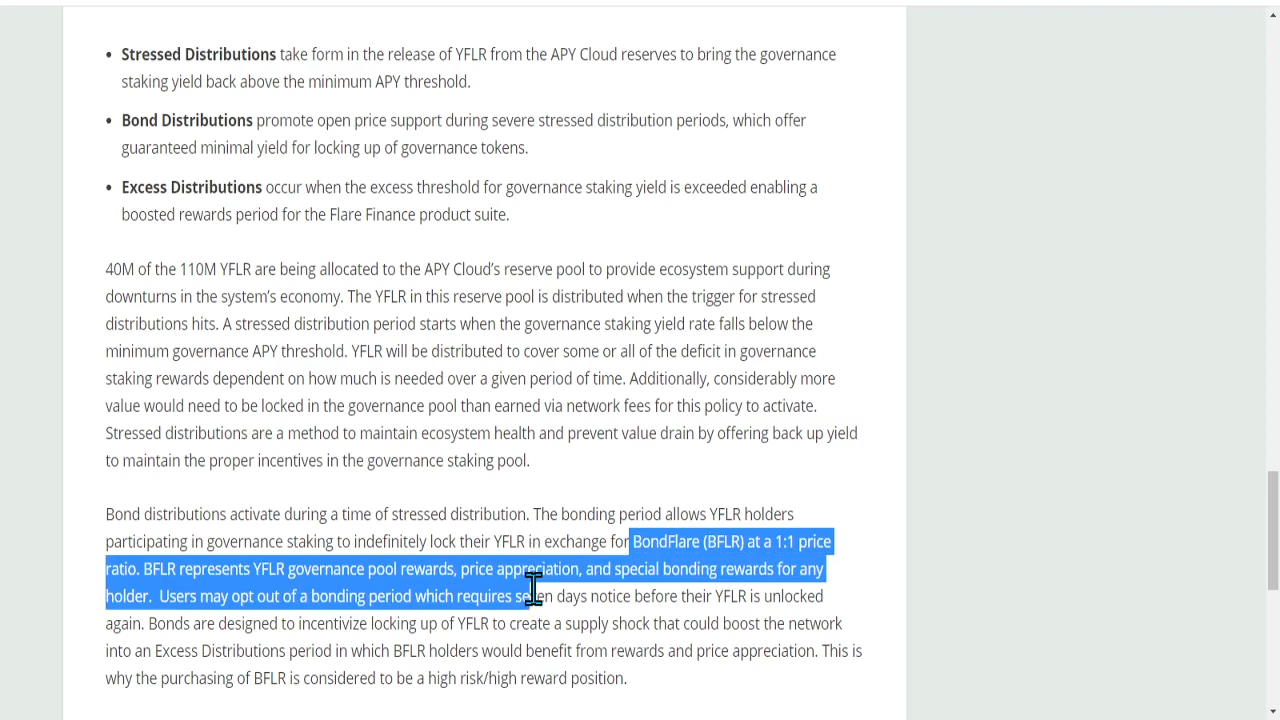 • Stressed Distributions take form in the release of YFLR from the APY Cloud reserves to bring the governance
staking yield back above the minimum APY threshold.
• Bond Distributions promote open price support during severe stressed distribution periods, which offer
guaranteed minimal yield for locking up of governance tokens.
• Excess Distributions occur when the excess threshold for governance staking yield is exceeded enabling a
boosted rewards period for the Flare Finance product suite.
40M of the 110M YFLR are being allocated to the APY Cloud’s reserve pool to provide ecosystem support during
downturns in the system’s economy. The YFLR in this reserve pool is distributed when the trigger for stressed
distributions hits. A stressed distribution period starts when the governance staking yield rate falls below the
minimum governance APY threshold. YFLR will be distributed to cover some or all of the deficit in governance
staking rewards dependent on how much is needed over a given period of time. Additionally, considerably more
value would need to be locked in the governance pool than earned via network fees for this policy to activate.
Stressed distributions are a method to maintain ecosystem health and prevent value drain by offering back up yield
to maintain the proper incentives in the governance staking pool.
Bond distributions activate during a time of stressed distribution. The bonding period allows YFLR holders
participating in governance staking to indefinitely lock their YFLR in exchange for BondFlare (BFLR) at a 1:1 price
ratio. BFLR represents YFLR governance pool rewards, price appreciation, and special bonding rewards for any
holder.  Users may opt out of a bonding period which requires seven days notice before their YFLR is unlocked
again. Bonds are designed to incentivize locking up of YFLR to create a supply shock that could boost the network
into an Excess Distributions period in which BFLR holders would benefit from rewards and price appreciation. This is
why the purchasing of BFLR is considered to be a high risk/high reward position.